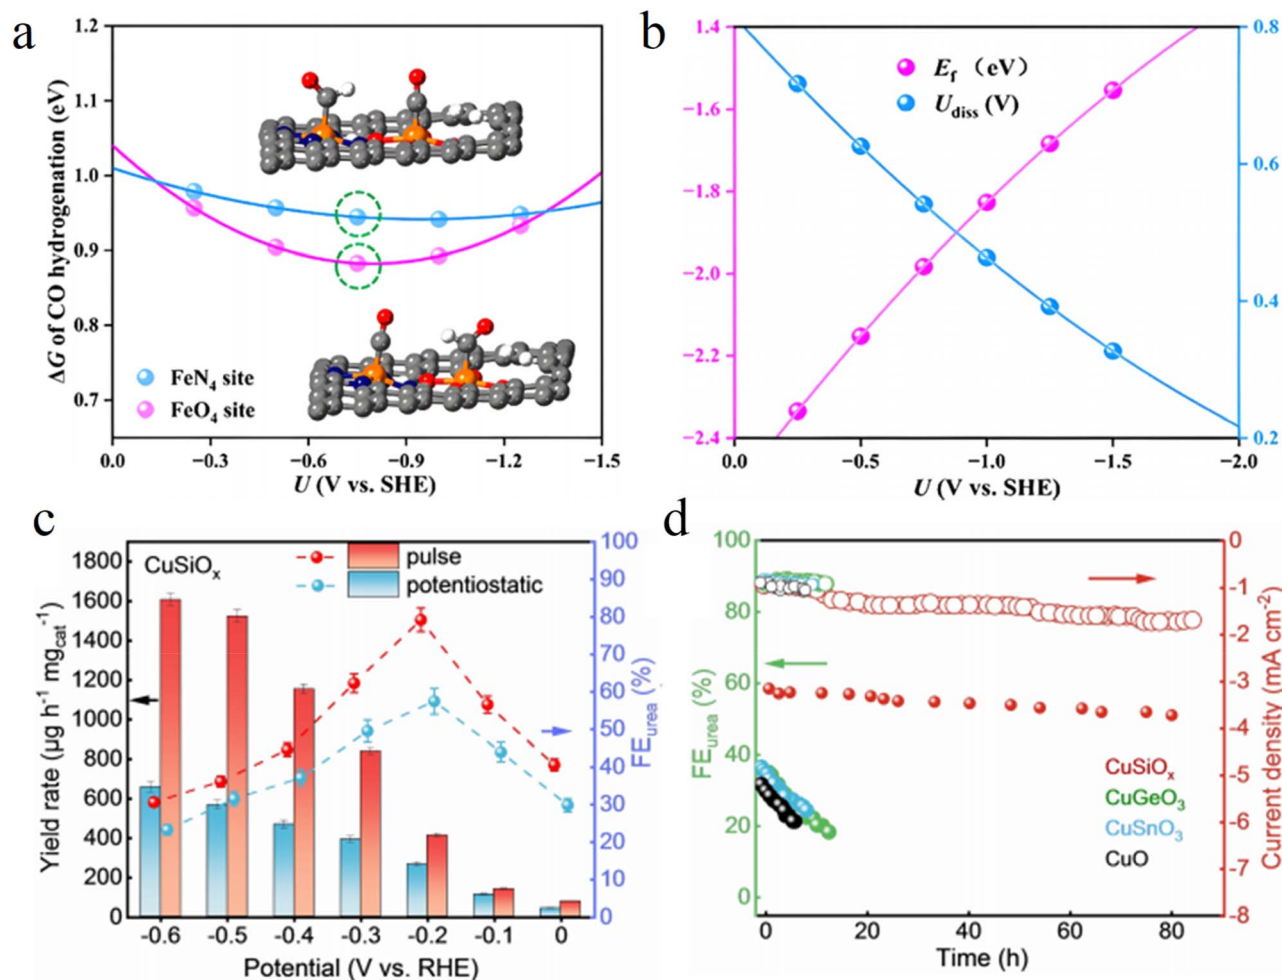 a
ΔG of CO hydrogenation (eV)
1.2
1.1
1.0
0.9
0.8
0.7
FeN₄ site
FeO₄ site
0.0 −0.3 −0.6 −0.9 −1.2 −1.5
U (V vs. SHE)
b
−1.4
−1.6
−1.8
−2.0
−2.2
−2.4
E_f (eV)
U_diss (V)
0.8
0.6
0.4
0.2
0.0 −0.5 −1.0 −1.5 −2.0
U (V vs. SHE)
c
Yield rate (μg h⁻¹ mg_cat⁻¹)
1800
1600
1400
1200
1000
800
600
400
200
0
CuSiOₓ
pulse
potentiostatic
100
90
80
70
60
50
40
30
20
10
0
FE_urea (%)
-0.6 -0.5 -0.4 -0.3 -0.2 -0.1 0
Potential (V vs. RHE)
d
FE_urea (%)
100
80
60
40
20
0
CuSiOₓ
CuGeO₃
CuSnO₃
CuO
0
-1
-2
-3
-4
-5
-6
-7
-8
Current density (mA cm⁻²)
0 20 40 60 80
Time (h)